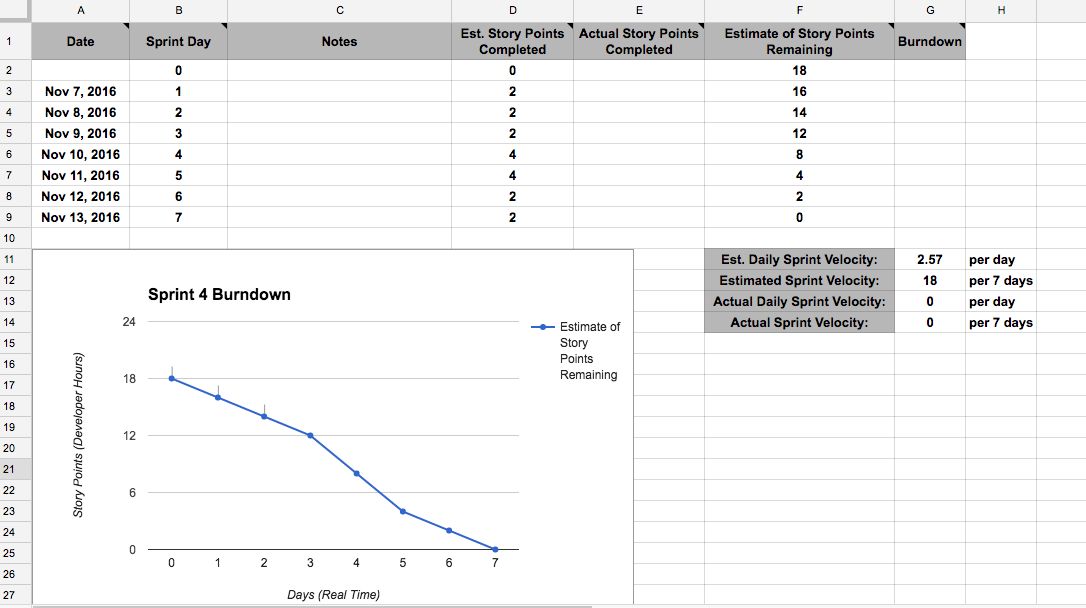 A B C D E F G H
1 Date Sprint Day Notes Est. Story Points Completed Actual Story Points Completed Estimate of Story Points Remaining Burndown
2 0 0 18
3 Nov 7, 2016 1 2 16
4 Nov 8, 2016 2 2 14
5 Nov 9, 2016 3 2 12
6 Nov 10, 2016 4 4 8
7 Nov 11, 2016 5 4 4
8 Nov 12, 2016 6 2 2
9 Nov 13, 2016 7 2 0
10
11 Est. Daily Sprint Velocity: 2.57 per day
12 Estimated Sprint Velocity: 18 per 7 days
13 Actual Daily Sprint Velocity: 0 per day
14 Actual Sprint Velocity: 0 per 7 days
15
16
17
18
19
20
21
22
23
24
25
26
27
Sprint 4 Burndown
Story Points (Developer Hours)
24
18
12
6
0
0 1 2 3 4 5 6 7
Days (Real Time)
Estimate of
Story
Points
Remaining